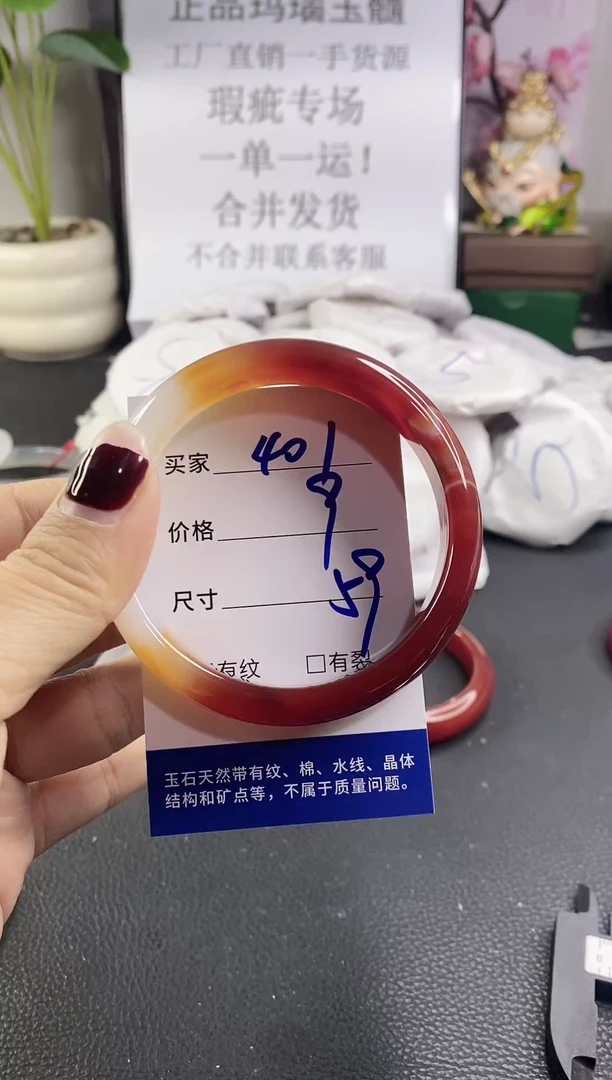 正品玛瑙玉髓
工厂直销一手货源
瑕疵专场
一单一运！
合并发货
不合并联系客服
买家 401
价格
尺寸 59
有纹 □有裂
玉石天然带有纹、棉、水线、晶体
结构和矿点等，不属于质量问题。